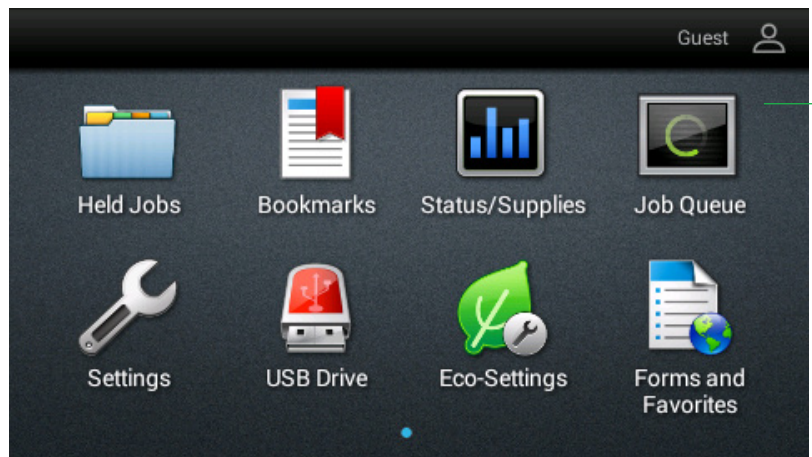 Guest
Held Jobs
Bookmarks
Status/Supplies
Job Queue
Settings
USB Drive
Eco-Settings
Forms and
Favorites